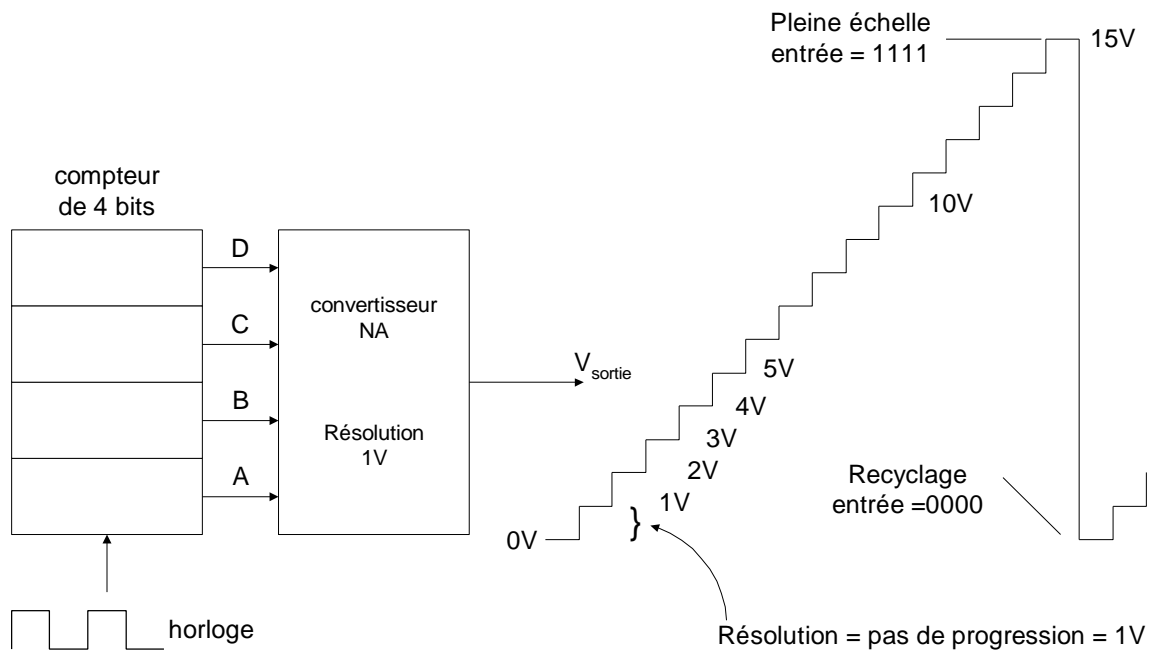 Pleine échelle
entrée = 1111
15V
compteur
de 4 bits
10V
D
convertisseur
NA
C
V sortie
5V
B
4V
Résolution
1V
3V
A
2V
Recyclage
entrée =0000
1V
0V
}
horloge
Résolution = pas de progression = 1V